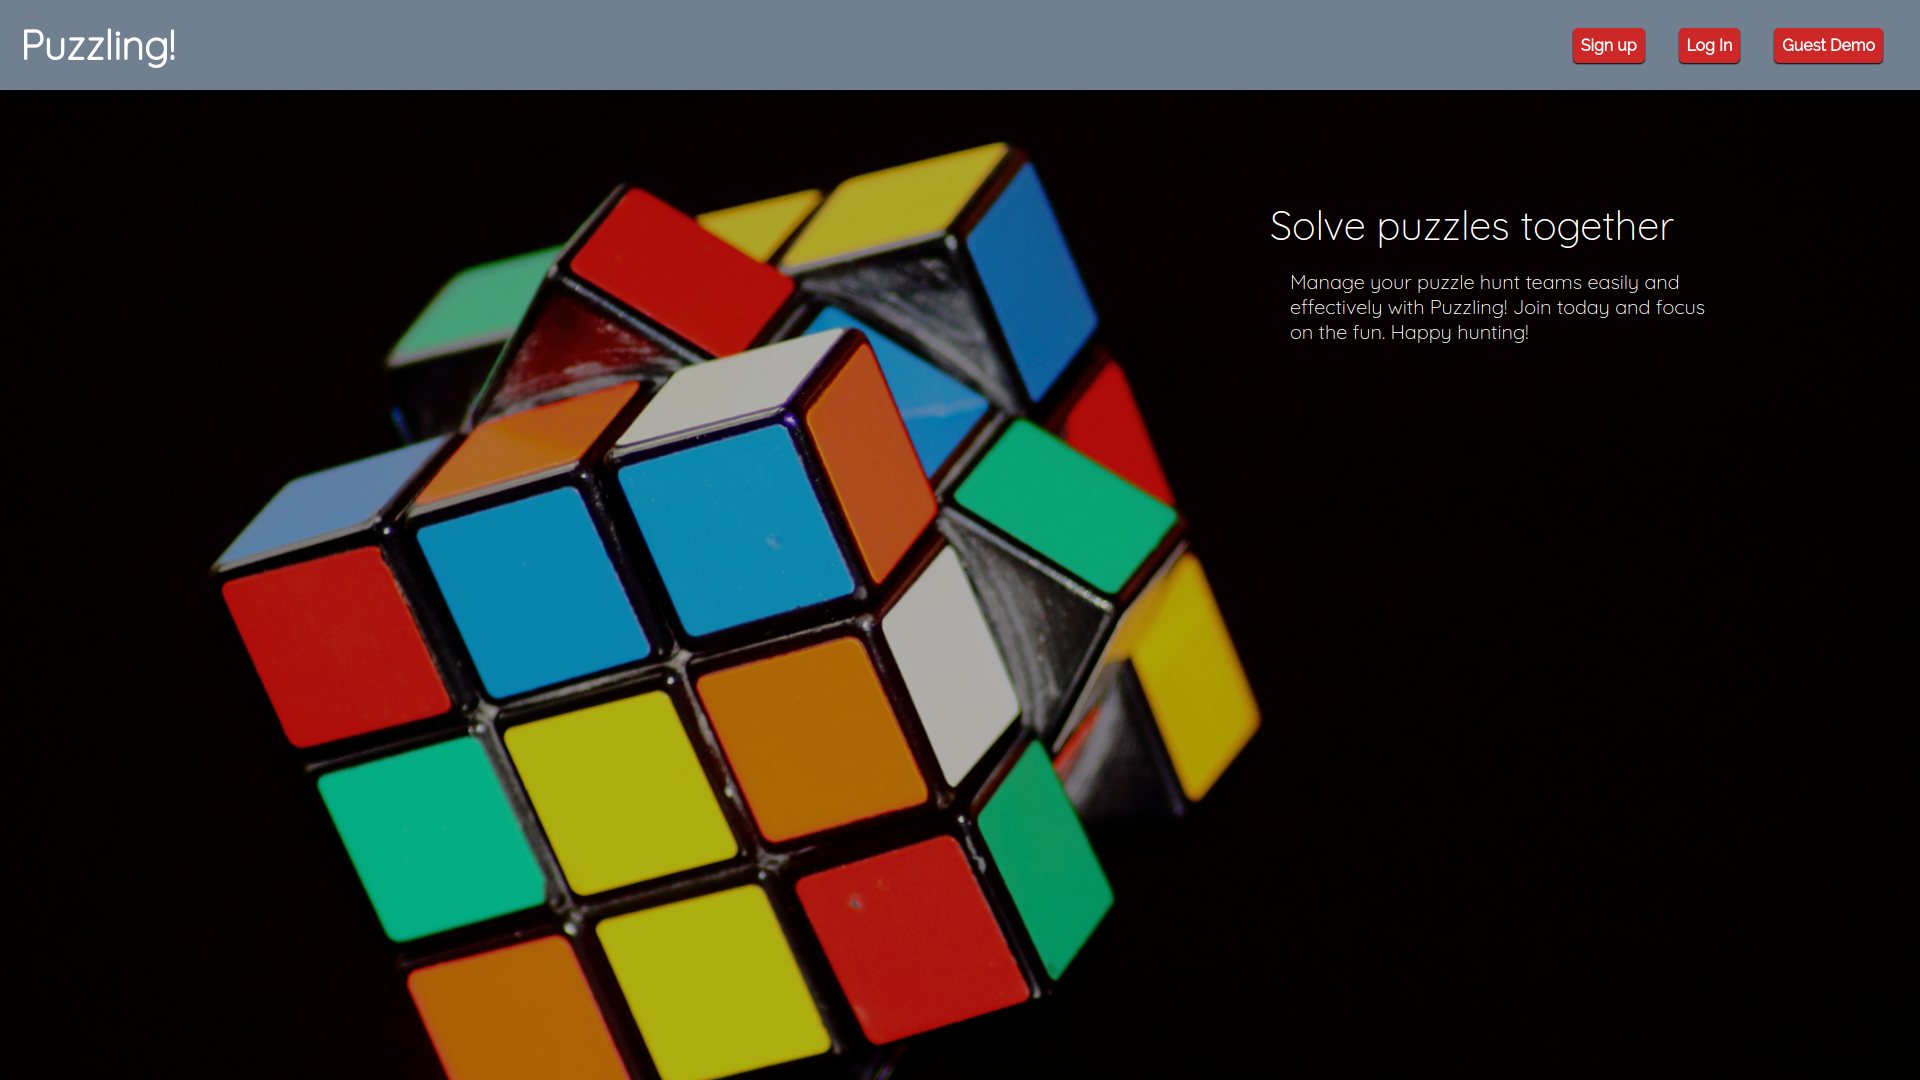 Puzzling!
Sign up
Log In
Guest Demo
Solve puzzles together
Manage your puzzle hunt teams easily and
effectively with Puzzling! Join today and focus
on the fun. Happy hunting!